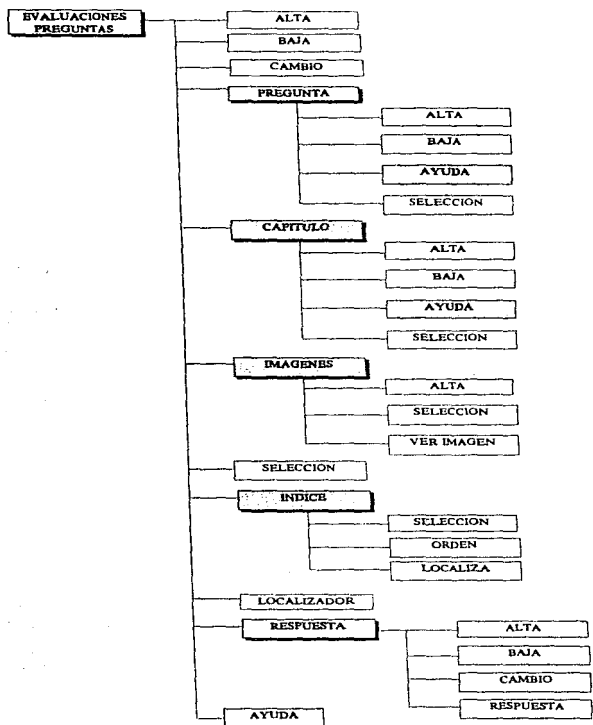 EVALUACIONES
PREGUNTAS
ALTA
BAJA
CAMBIO
PREGUNTA
ALTA
BAJA
AYUDA
SELECCION
CAPITULO
ALTA
BAJA
AYUDA
SELECCION
IMAGENES
ALTA
SELECCION
VER IMAGEN
SELECCION
INDICE
SELECCION
ORDEN
LOCALIZA
LOCALIZADOR
RESPUESTA
ALTA
BAJA
CAMBIO
RESPUESTA
AYUDA